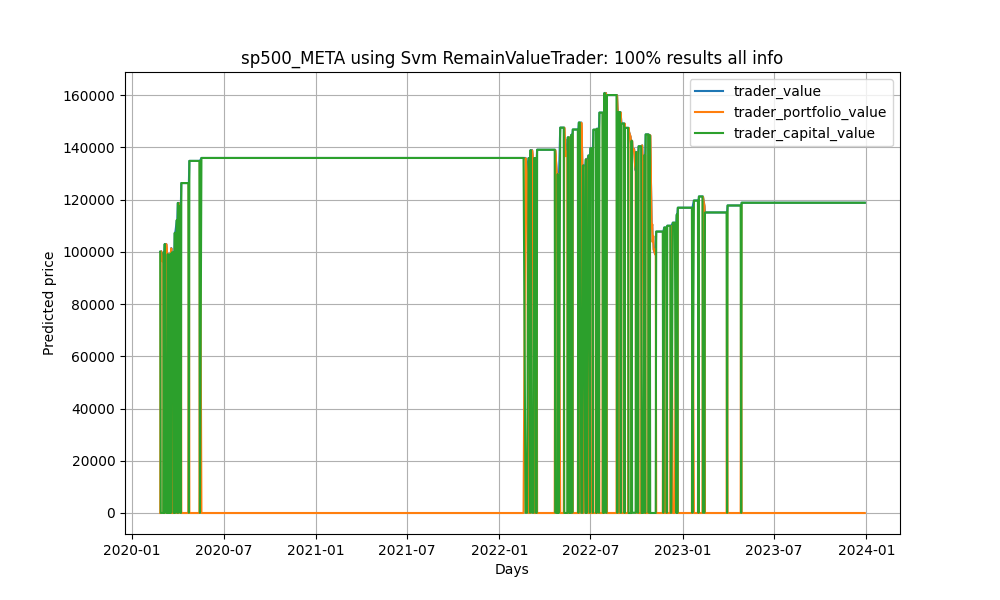 sp500_META using Svm RemainValueTrader: 100% results all info
trader_value
trader_portfolio_value
trader_capital_value
Predicted price
160000
140000
120000
100000
80000
60000
40000
20000
0
2020-01 2020-07 2021-01 2021-07 2022-01 2022-07 2023-01 2023-07 2024-01
Days